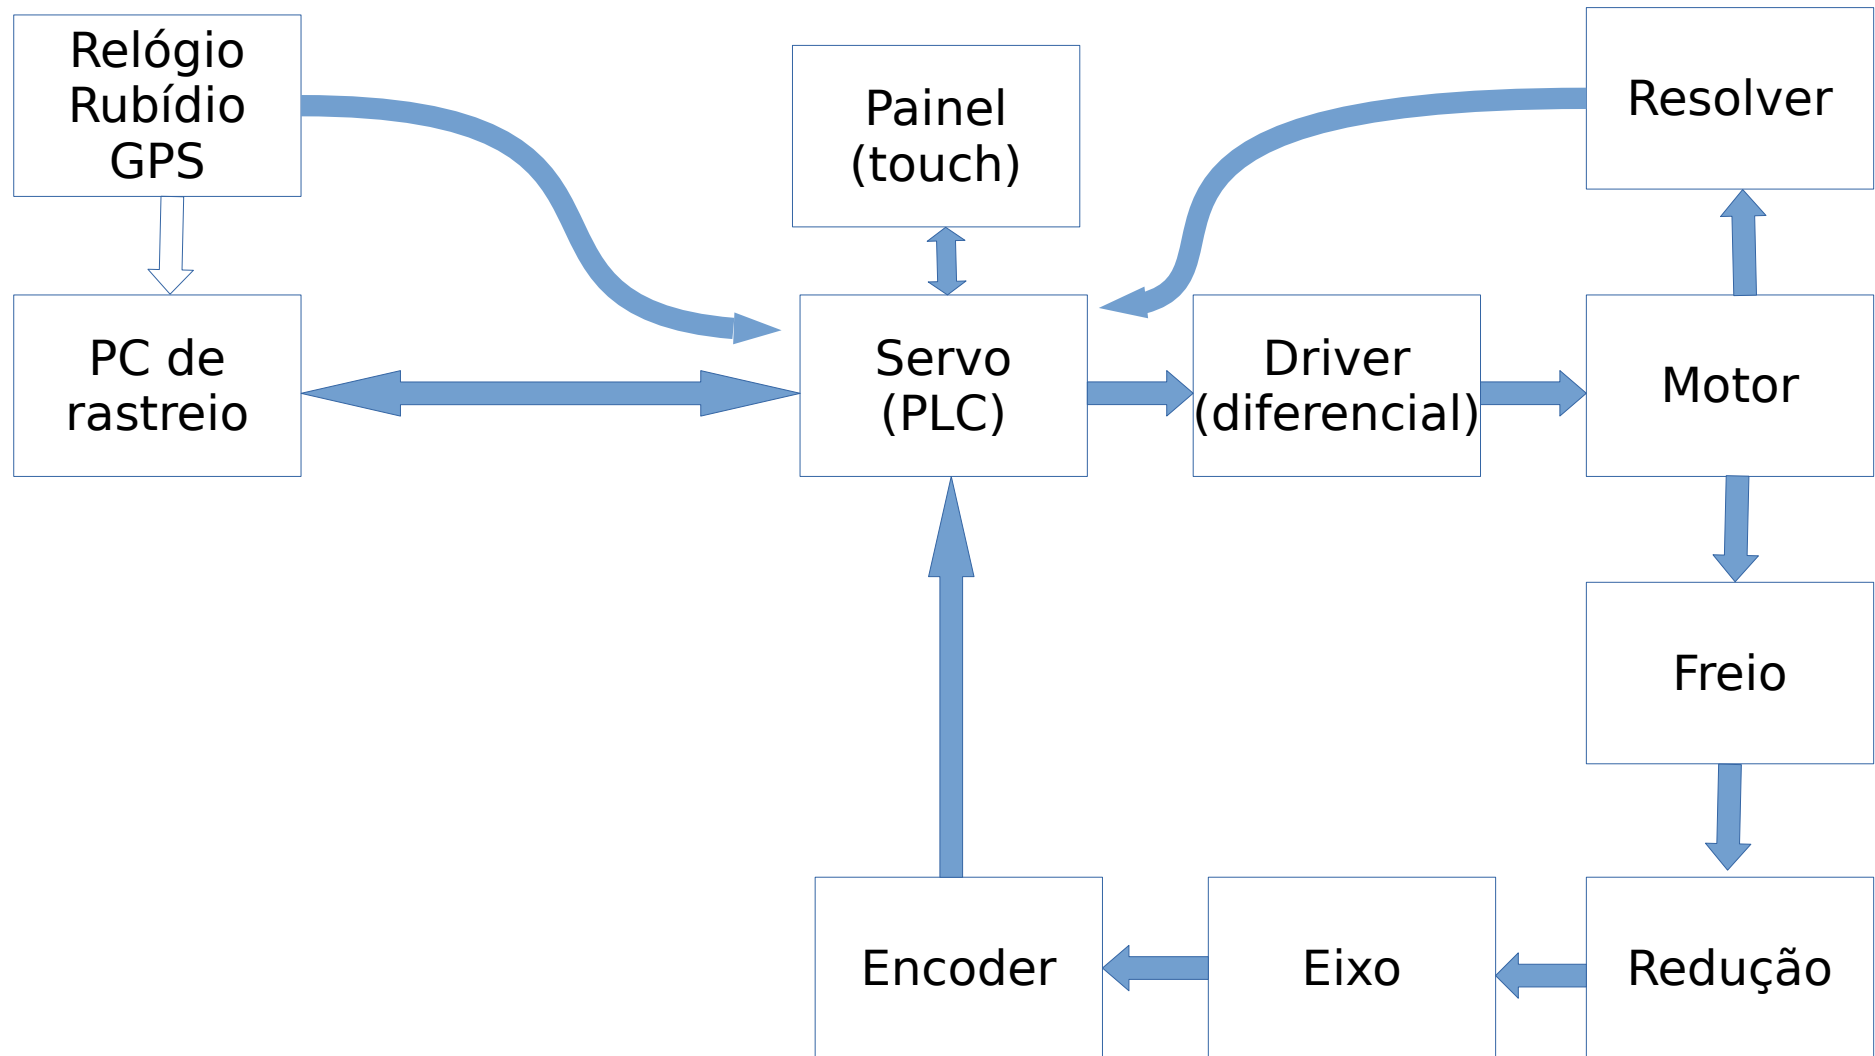 Relógio
Rubídio
GPS
Painel
(touch)
Resolver
PC de
rastreio
Servo
(PLC)
Driver
(diferencial)
Motor
Freio
Encoder
Eixo
Redução